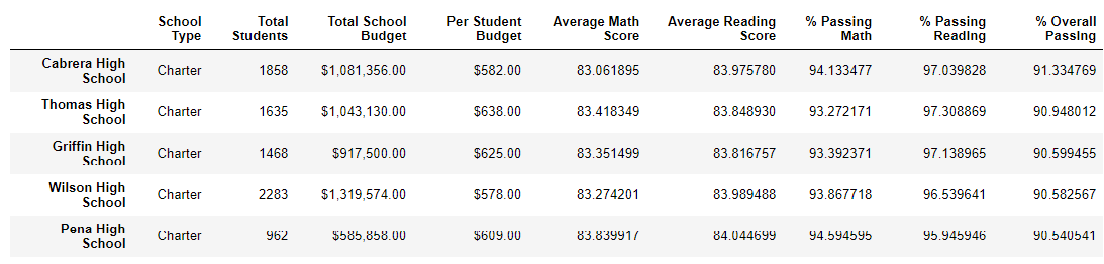 School Type Total Students Total School Budget Per Student Budget Average Math Score Average Reading Score % Passing Math % Passing Reading % Overall Passing
Cabrera High School Charter 1858 $1,081,356.00 $582.00 83.061895 83.975780 94.133477 97.039828 91.334769
Thomas High School Charter 1635 $1,043,130.00 $638.00 83.418349 83.848930 93.272171 97.308869 90.948012
Griffin High School Charter 1468 $917,500.00 $625.00 83.351499 83.816757 93.392371 97.138965 90.599455
Wilson High School Charter 2283 $1,319,574.00 $578.00 83.274201 83.989488 93.867718 96.539641 90.582567
Pena High School Charter 962 $585,858.00 $609.00 83.839917 84.044699 94.594595 95.945946 90.540541